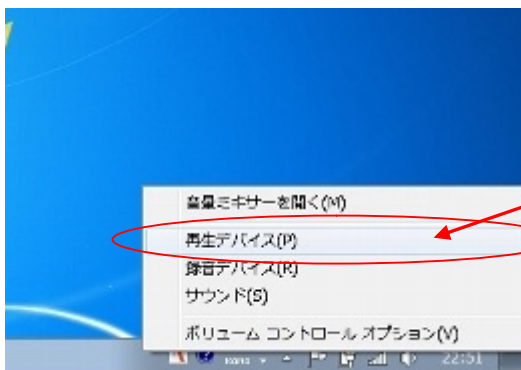 音量ミキサーを開く(M)
再生デバイス(P)
録音デバイス(R)
サウンド(S)
ボリューム コントロール オプション(V)
22:51